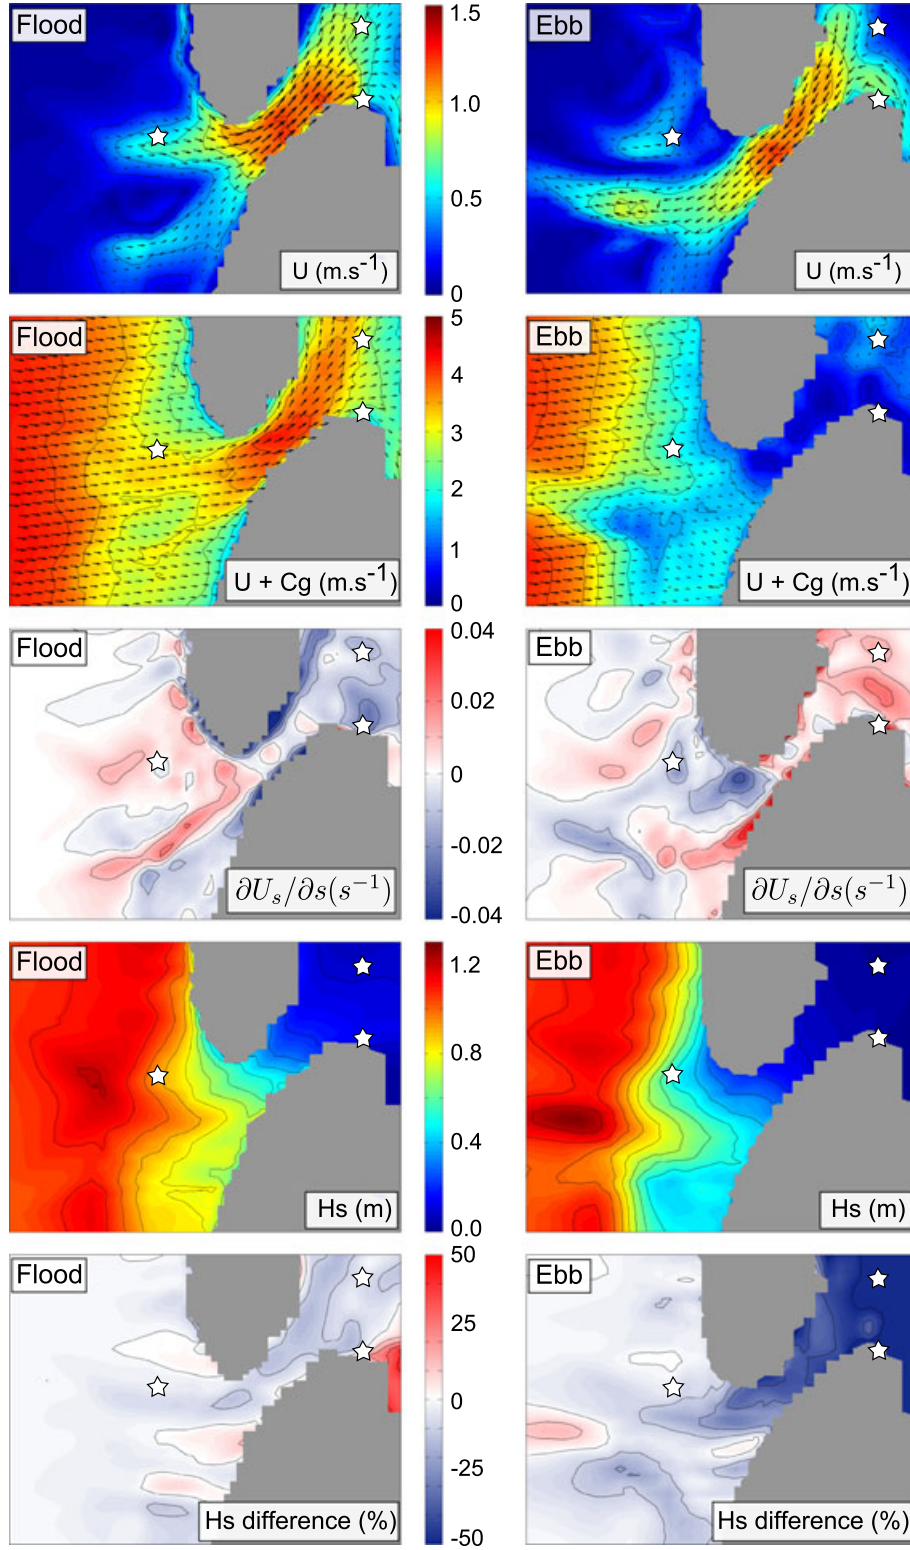 Flood
Ebb
1.5
1.0
0.5
0
U (m.s-1)
U (m.s-1)
Flood
Ebb
5
4
3
2
1
0
U + Cg (m.s-1)
U + Cg (m.s-1)
Flood
Ebb
0.04
0.02
0
-0.02
-0.04
∂Us/∂s(s−1)
∂Us/∂s(s−1)
Flood
Ebb
1.2
0.8
0.4
0.0
Hs (m)
Hs (m)
Flood
Ebb
50
25
0
-25
-50
Hs difference (%)
Hs difference (%)